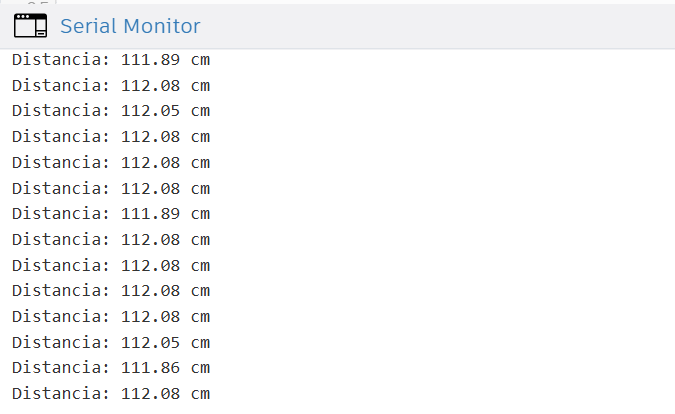 Serial Monitor
Distancia: 111.89 cm
Distancia: 112.08 cm
Distancia: 112.05 cm
Distancia: 112.08 cm
Distancia: 112.08 cm
Distancia: 112.08 cm
Distancia: 111.89 cm
Distancia: 112.08 cm
Distancia: 112.08 cm
Distancia: 112.08 cm
Distancia: 112.08 cm
Distancia: 112.05 cm
Distancia: 111.86 cm
Distancia: 112.08 cm